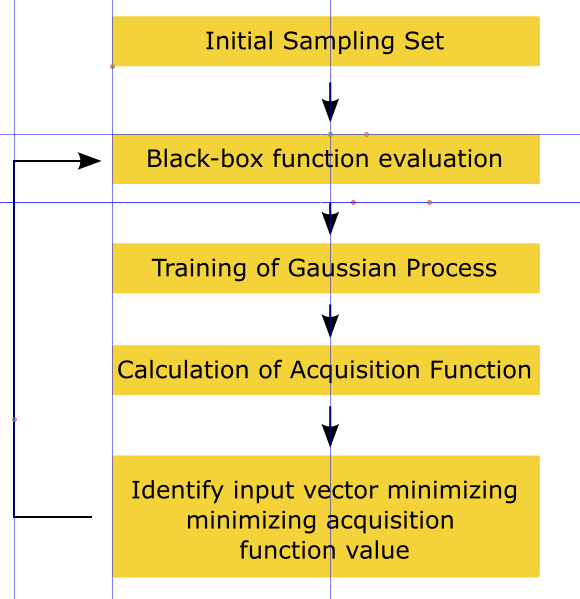 Initial Sampling Set
Black-box function evaluation
Training of Gaussian Process
Calculation of Acquisition Function
Identify input vector minimizing
minimizing acquisition
function value